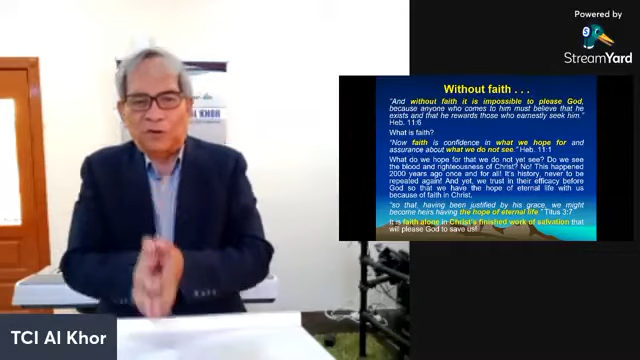 Powered by
StreamYard
AL KHOR
Without faith . . .
"And without faith it is impossible to please God,
because anyone who comes to him must believe that he
exists and that he rewards those who earnestly seek him."
Heb. 11:6
What is faith?
"Now faith is confidence in what we hope for and
assurance about what we do not see." Heb. 11:1
What do we hope for that we do not yet see? Do we see
the blood and righteousness of Christ? No! This happened
2000 years ago once and for all! It's history, never to be
repeated again! And yet, we trust in their efficacy before
God so that we have the hope of eternal life with us
because of faith in Christ.
"so that, having been justified by his grace, we might
become heirs having the hope of eternal life" Titus 3:7
It is faith alone in Christ's finished work of salvation that
will please God to save us!
TCI Al Khor